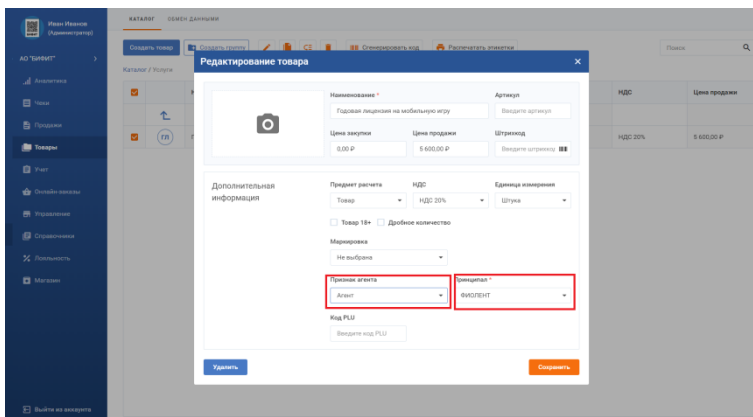 Иван Иванов
(Администратор)
КАТАЛОГ ОБМЕН ДАННЫМИ
АО "БИФИТ"
Создать товар Создать группу Сгенерировать код Распечатать этикетки Поиск
Каталог / Услуги
Редактирование товара
Аналитика
Чеки
Продажи
Товары
Учет
Онлайн-заказы
Управление
Справочники
Лояльность
Магазин
Выйти из аккаунта
НДС Цена продажи
ГЛ НДС 20% 5 600,00 ₽
Наименование * Артикул
Годовая лицензия на мобильную игру Введите артикул
Цена закупки Цена продажи Штрихкод
0,00 ₽ 5 600,00 ₽ Введите штрихкод
Дополнительная
информация
Предмет расчета НДС Единица измерения
Товар НДС 20% Штука
Товар 18+ Дробное количество
Маркировка
Не выбрана
Признак агента Принципал *
Агент ФИОЛЕНТ
Код PLU
Введите код PLU
Удалить Сохранить